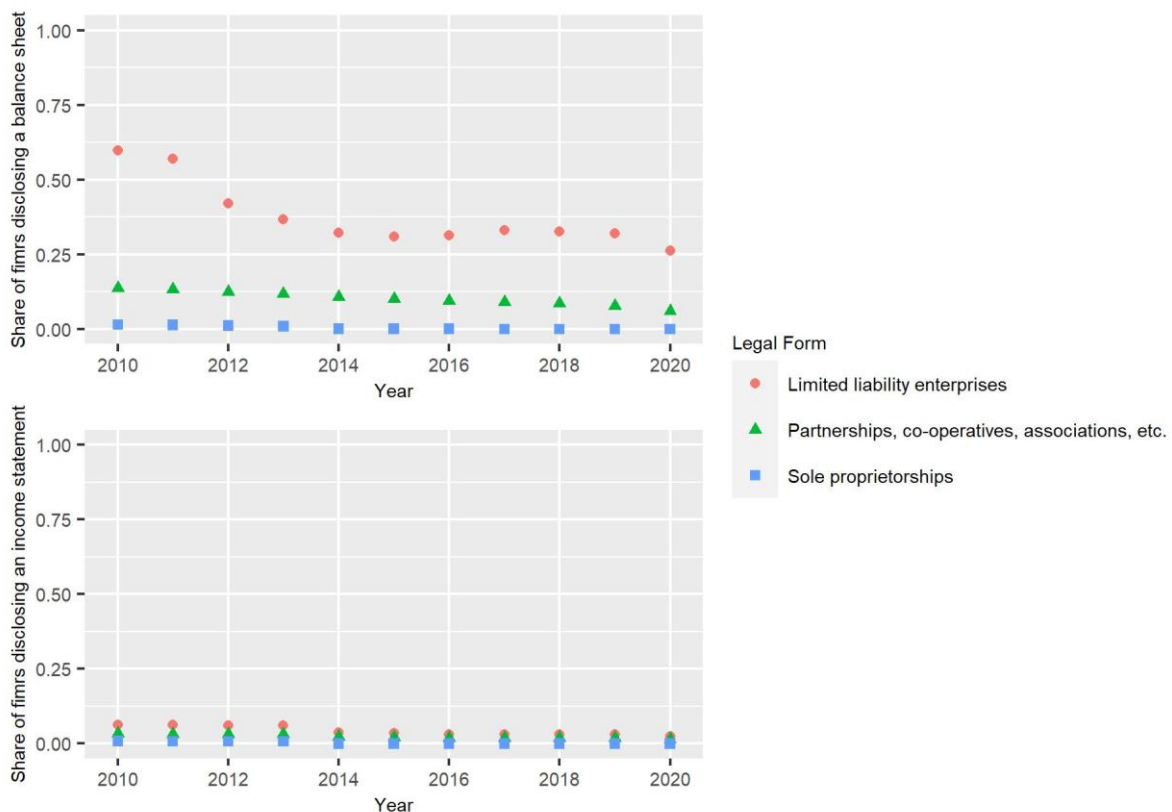 Share of fimrs disclosing a balance sheet
1.00
0.75
0.50
0.25
0.00
2010 2012 2014 2016 2018 2020
Year
Share of fimrs disclosing an income statement
1.00
0.75
0.50
0.25
0.00
2010 2012 2014 2016 2018 2020
Year
Legal Form
Limited liability enterprises
Partnerships, co-operatives, associations, etc.
Sole proprietorships